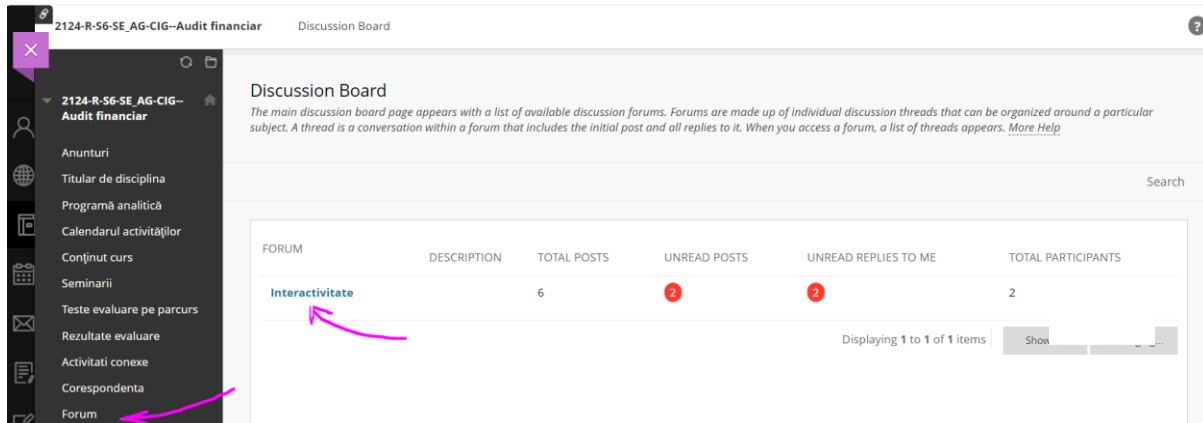 2124-R-S6-SE_AG-CIG--Audit financiar
Discussion Board
2124-R-S6-SE_AG-CIG--
Audit financiar
Anunturi
Titular de disciplina
Programă analitică
Calendarul activităţilor
Conţinut curs
Seminarii
Teste evaluare pe parcurs
Rezultate evaluare
Activitati conexe
Corespondenta
Forum
Discussion Board
The main discussion board page appears with a list of available discussion forums. Forums are made up of individual discussion threads that can be organized around a particular
subject. A thread is a conversation within a forum that includes the initial post and all replies to it. When you access a forum, a list of threads appears. More Help
Search
FORUM DESCRIPTION TOTAL POSTS UNREAD POSTS UNREAD REPLIES TO ME TOTAL PARTICIPANTS
Interactivitate 6 2 2 2
Displaying 1 to 1 of 1 items
Show